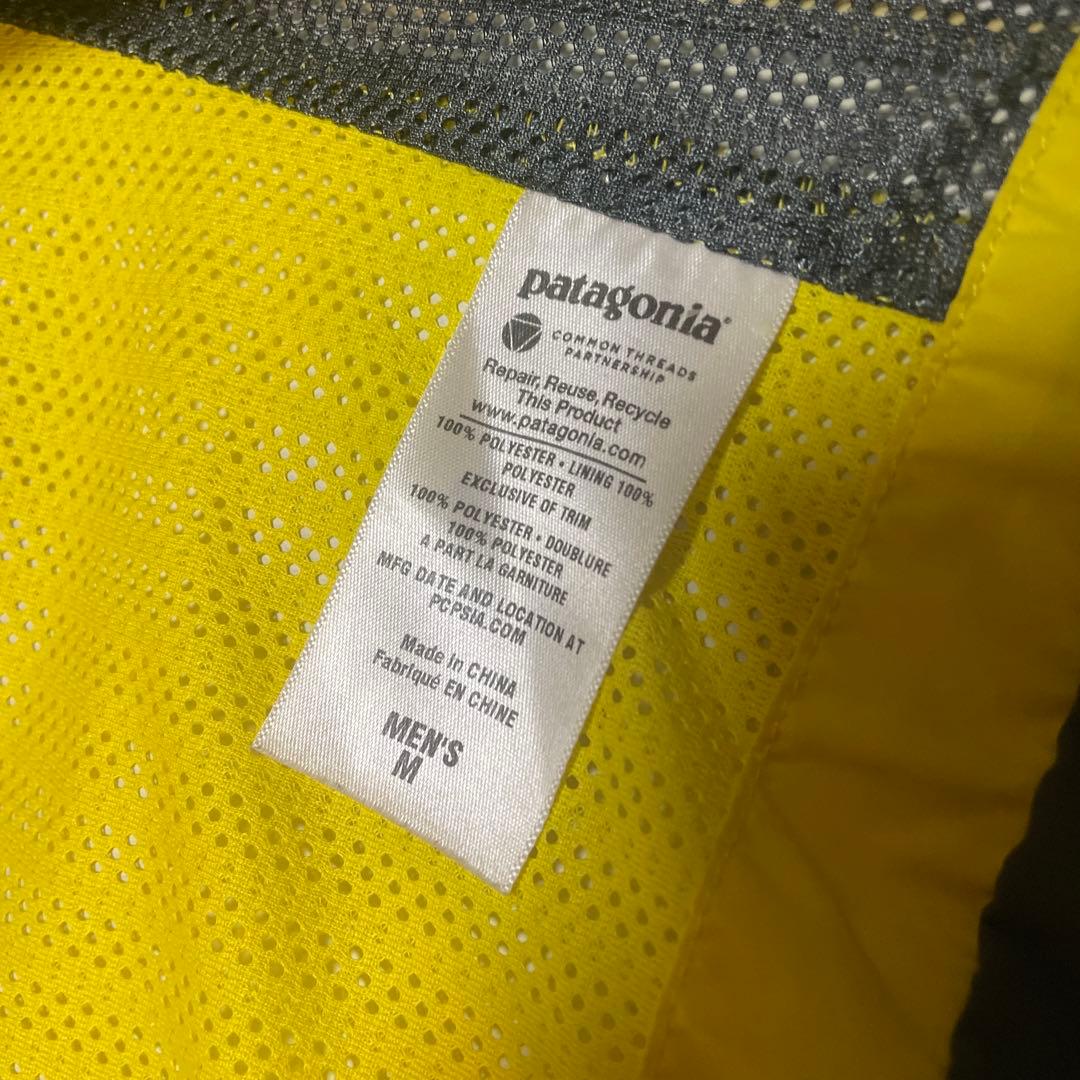 patagonia®
COMMON THREADS
PARTNERSHIP
Repair, Reuse, Recycle
This Product
www.patagonia.com
100% POLYESTER • LINING 100%
POLYESTER
EXCLUSIVE OF TRIM
100% POLYESTER • DOUBLURE
100% POLYESTER
A PART LA GARNITURE
MFG DATE AND LOCATION AT
PCPSIA.COM
Made in CHINA
Fabriqué EN CHINE
MEN'S
M